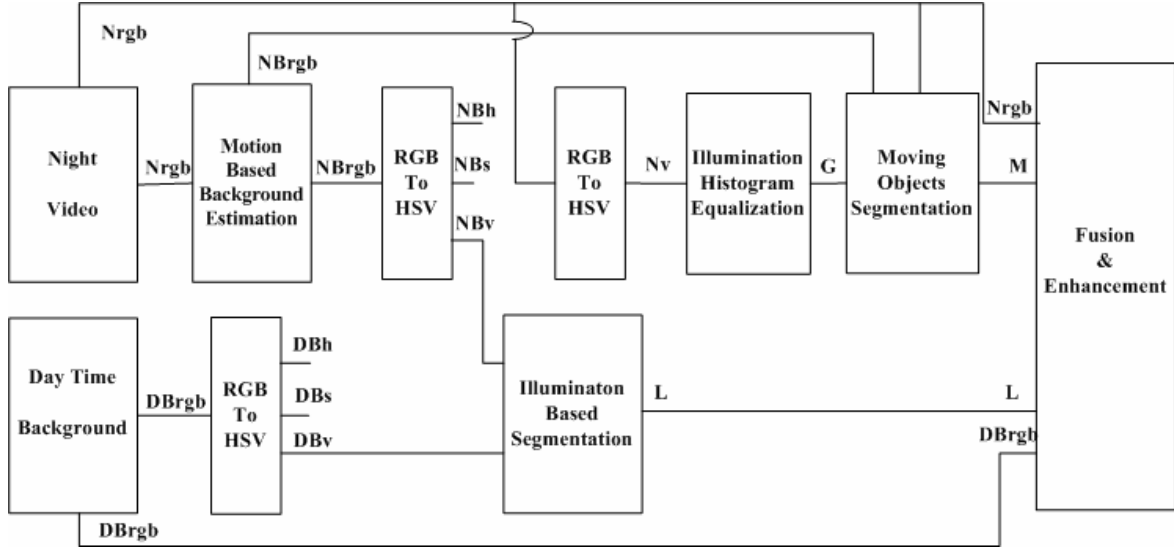 Nrgb
NBrgb
Night
Video
Nrgb
Motion
Based
Background
Estimation
NBrgb
RGB
To
HSV
NBh
NBs
NBv
RGB
To
HSV
Nv
Illumination
Histogram
Equalization
G
Moving
Objects
Segmentation
Nrgb
M
Fusion
&
Enhancement
Day Time
Background
DBrgb
RGB
To
HSV
DBh
DBs
DBv
Illuminaton
Based
Segmentation
L
L
DBrgb
DBrgb